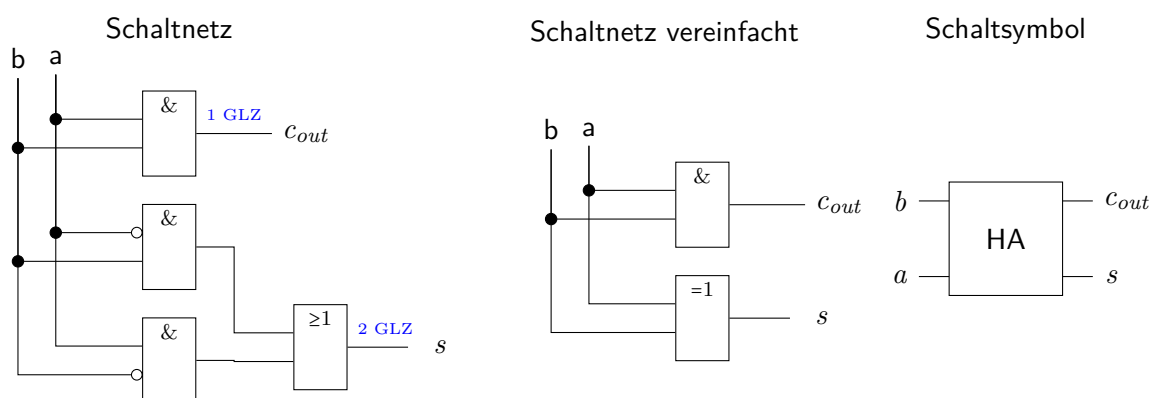 Schaltnetz
b a
&
1 GLZ
c_out
&
&
≥1
2 GLZ
s
Schaltnetz vereinfacht
b a
&
c_out
=1
s
Schaltsymbol
b
a
HA
c_out
s